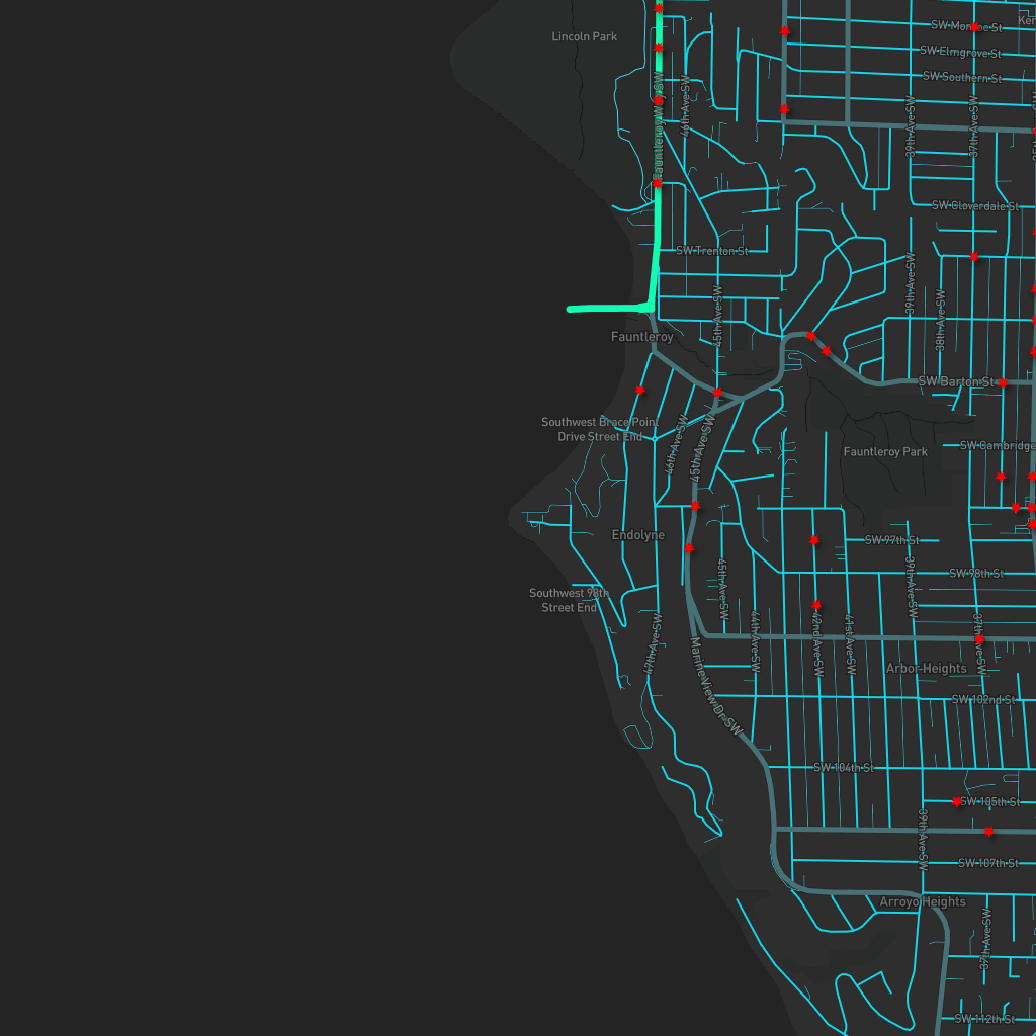 Lincoln Park
SW Monroe St
SW Elmgrove St
SW Southern St
Fauntleroy Way SW
46th Ave SW
39th Ave SW
37th Ave SW
SW Cloverdale St
SW Trenton St
39th Ave SW
45th Ave SW
38th Ave SW
Fauntleroy
SW Barton St
Southwest Brace Point
Drive Street End
46th Ave SW
45th Ave SW
Fauntleroy Park
SW Cambridge
Endolyne
SW 97th St
SW 98th St
45th Ave SW
39th Ave SW
Southwest 98th
Street End
47th Ave SW
44th Ave SW
42nd Ave SW
41st Ave SW
37th Ave SW
Arbor Heights
Marine View Dr SW
SW 102nd St
SW 104th St
SW 105th St
39th Ave SW
SW 107th St
Arroyo Heights
37th Ave SW
SW 112th St